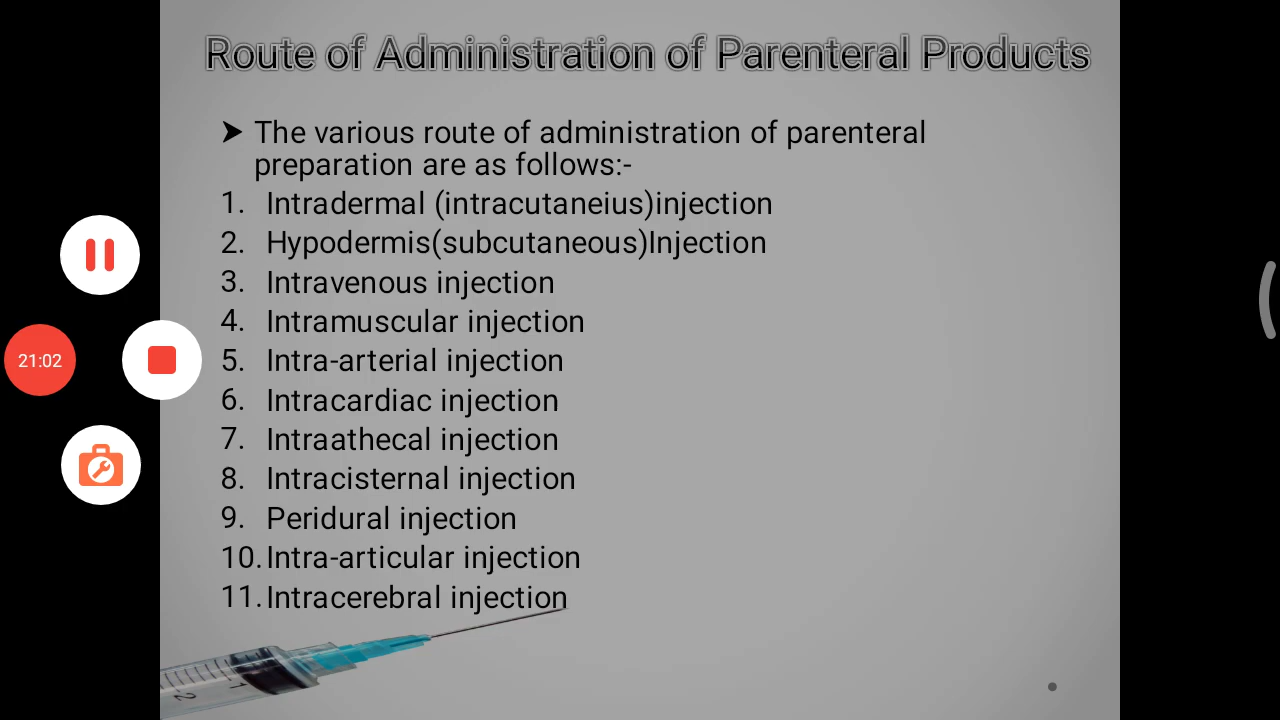 Route of Administration of Parenteral Products
➤ The various route of administration of parenteral
preparation are as follows:-
1. Intradermal (intracutaneius)injection
2. Hypodermis(subcutaneous)Injection
3. Intravenous injection
4. Intramuscular injection
5. Intra-arterial injection
21:02
6. Intracardiac injection
7. Intraathecal injection
8. Intracisternal injection
9. Peridural injection
10. Intra-articular injection
11. Intracerebral injection
1
2